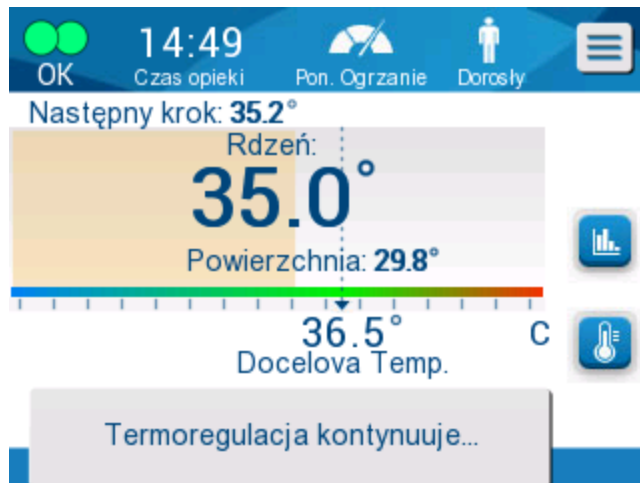 14:49
OK Czas opieki Pon. Ogrzanie Dorosły
Następny krok: 35.2°
Rdzeń:
35.0°
Powierzchnia: 29.8°
36.5° C
Docelova Temp.
Termoregulacja kontynuuje...